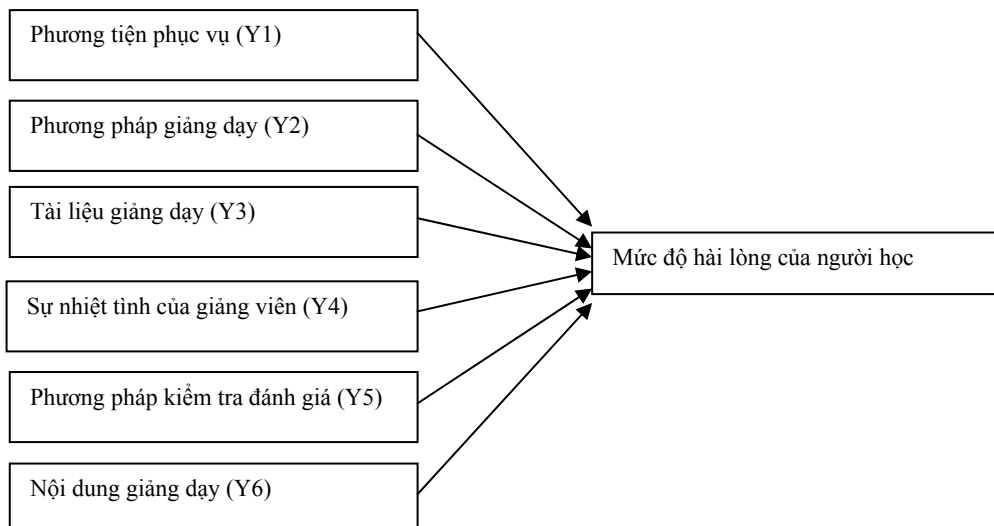 Phương tiện phục vụ (Y1)
Phương pháp giảng dạy (Y2)
Tài liệu giảng dạy (Y3)
Sự nhiệt tình của giảng viên (Y4)
Phương pháp kiểm tra đánh giá (Y5)
Nội dung giảng dạy (Y6)
Mức độ hài lòng của người học